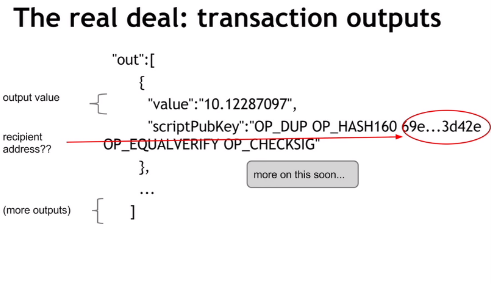 The real deal: transaction outputs
"out":[
{
output value
"value":"10.12287097",
"scriptPubKey":"OP_DUP OP_HASH160 69e...3d42e
recipient
address??
OP_EQUALVERIFY OP_CHECKSIG"
},
more on this soon...
...
(more outputs)
]